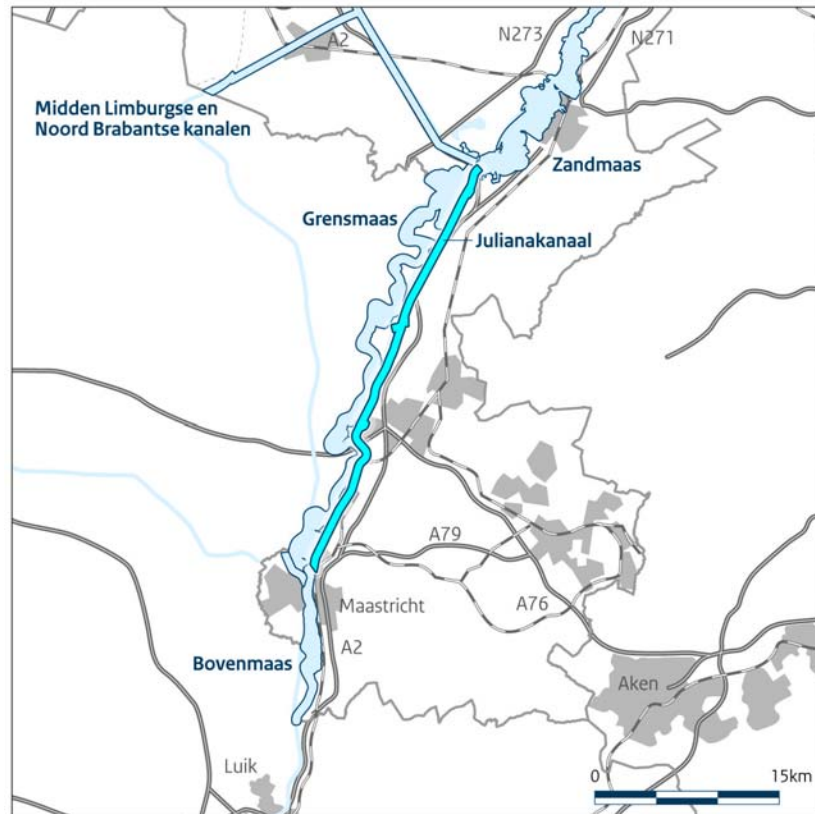 N273
N271
A2
Midden Limburgse en
Noord Brabantse kanalen
Zandmaas
Grensmaas
Julianakanaal
A79
Maastricht
A76
A2
Bovenmaas
Aken
Luik
0 15km